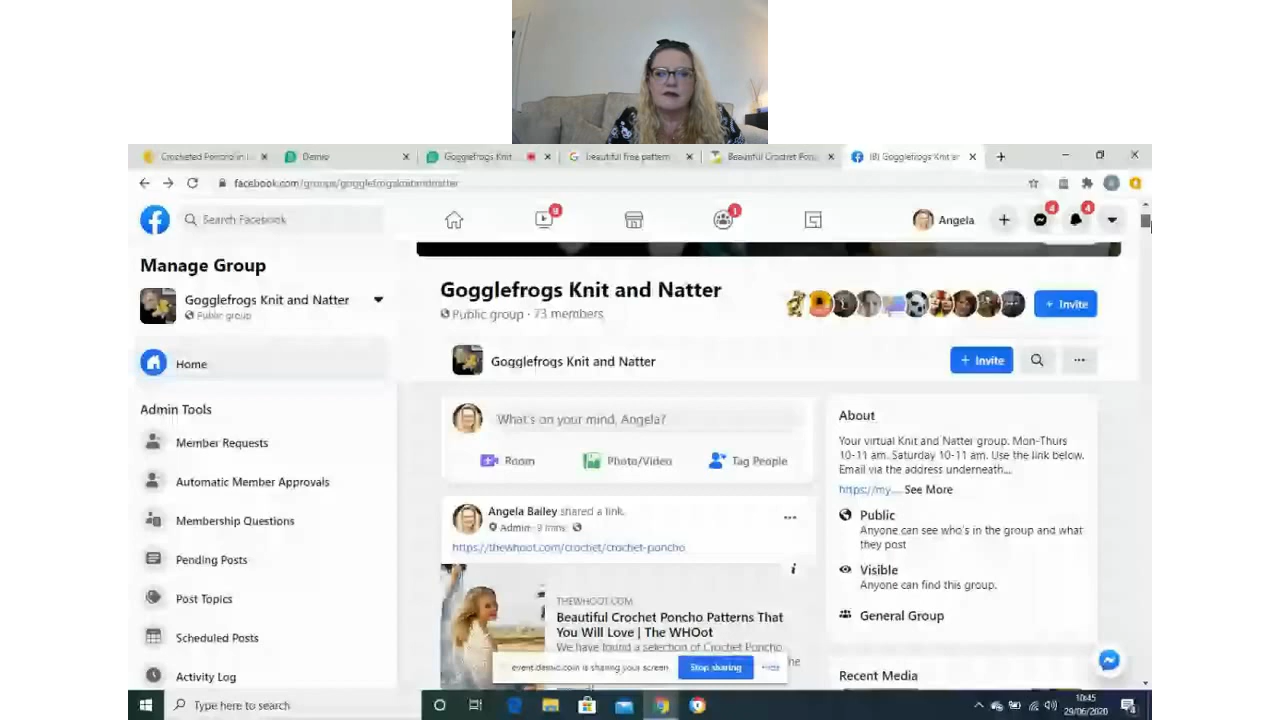 Crocheted Poncho in
Demio
Gogglefrogs Knit
beautiful free pattern
Beautiful Crochet Pon
(8) Gogglefrogs Knit an
facebook.com/groups/gogglefrogsknitandnatter
Search Facebook
9
1
Angela
4
4
Manage Group
Gogglefrogs Knit and Natter
Public group
Home
Admin Tools
Member Requests
Automatic Member Approvals
Membership Questions
Pending Posts
Post Topics
Scheduled Posts
Activity Log
Gogglefrogs Knit and Natter
Public group · 73 members
+ Invite
Gogglefrogs Knit and Natter
+ Invite
What's on your mind, Angela?
Room
Photo/Video
Tag People
Angela Bailey shared a link.
Admin · 9 mins ·
https://thewhoot.com/crochet/crochet-poncho
THEWHOOT.COM
Beautiful Crochet Poncho Patterns That
You Will Love | The WHOot
We have found a selection of Crochet Poncho
event.demio.com is sharing your screen
Stop sharing
Hide
About
Your virtual Knit and Natter group. Mon-Thurs
10-11 am. Saturday 10-11 am. Use the link below.
Email via the address underneath...
https://my.... See More
Public
Anyone can see who's in the group and what
they post
Visible
Anyone can find this group.
General Group
Recent Media
Type here to search
10:45
29/06/2020